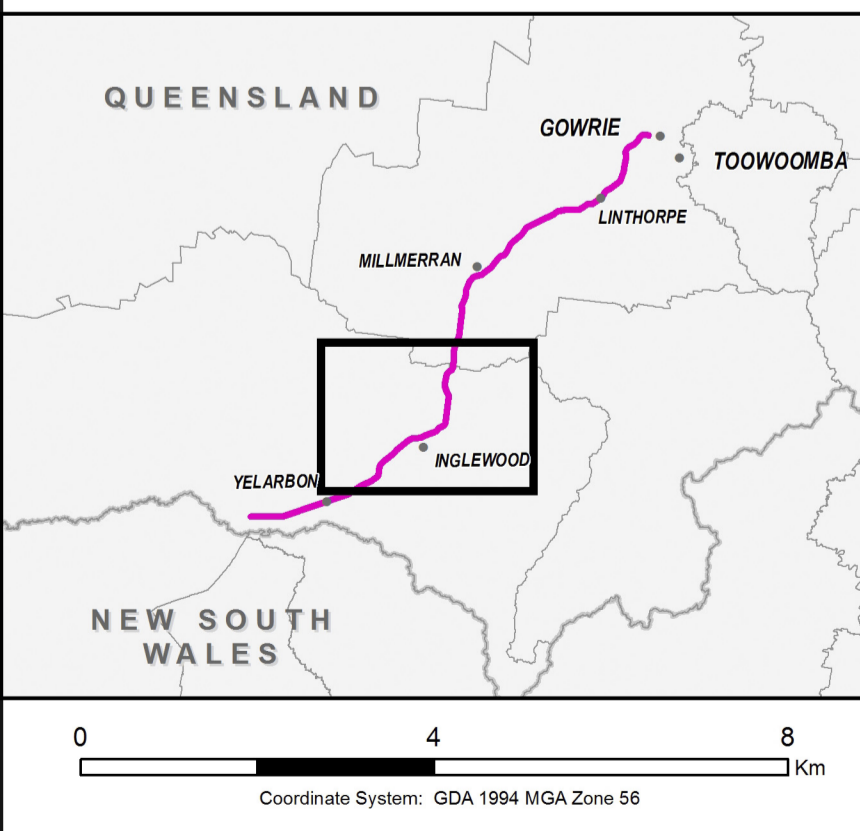 QUEENSLAND
GOWRIE
TOOWOOMBA
LINTHORPE
MILLMERRAN
INGLEWOOD
YELARBON
NEW SOUTH
WALES
0 4 8
Km
Coordinate System: GDA 1994 MGA Zone 56